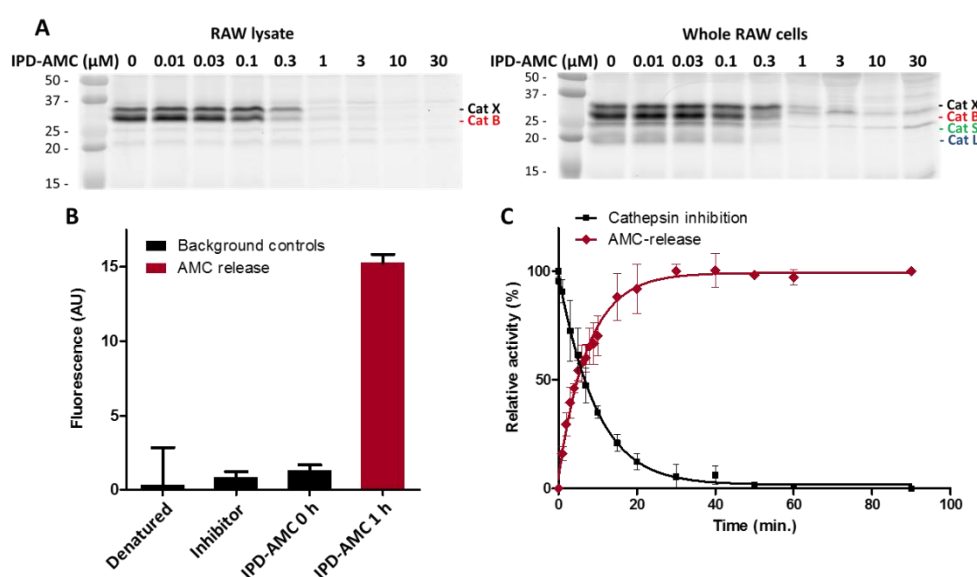 A
RAW lysate
IPD-AMC (µM) 0 0.01 0.03 0.1 0.3 1 3 10 30
50 -
37 -
25 -
20 -
15 -
- Cat X
- Cat B
Whole RAW cells
IPD-AMC (µM) 0 0.01 0.03 0.1 0.3 1 3 10 30
50 -
37 -
25 -
20 -
15 -
- Cat X
- Cat B
- Cat S
- Cat L
B
Background controls
AMC release
Fluorescence (AU)
15
10
5
0
Denatured
Inhibitor
IPD-AMC 0 h
IPD-AMC 1 h
C
Cathepsin inhibition
AMC-release
Relative activity (%)
100
50
0
0 20 40 60 80 100
Time (min.)